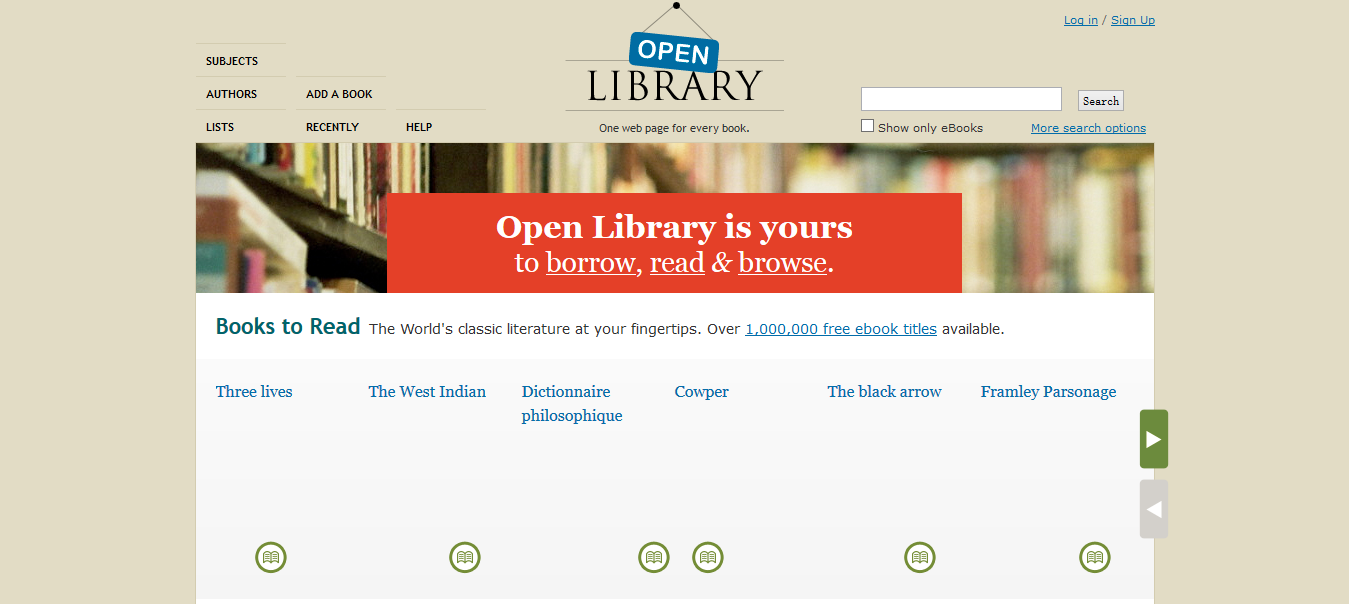 Log in / Sign Up
OPEN
LIBRARY
One web page for every book.
SUBJECTS
AUTHORS ADD A BOOK
LISTS RECENTLY HELP
Search
Show only eBooks More search options
Open Library is yours
to borrow, read & browse.
Books to Read The World's classic literature at your fingertips. Over 1,000,000 free ebook titles available.
Three lives The West Indian Dictionnaire Cowper The black arrow Framley Parsonage
philosophique